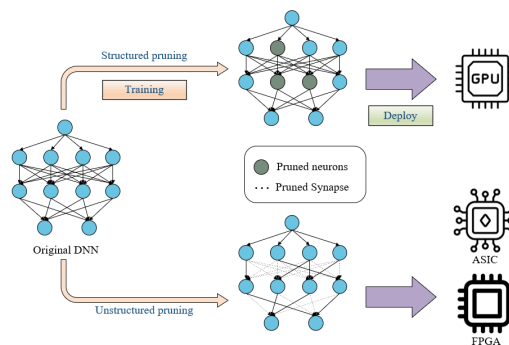 Structured pruning
Training
GPU
Deploy
Pruned neurons
Pruned Synapse
Original DNN
ASIC
Unstructured pruning
FPGA